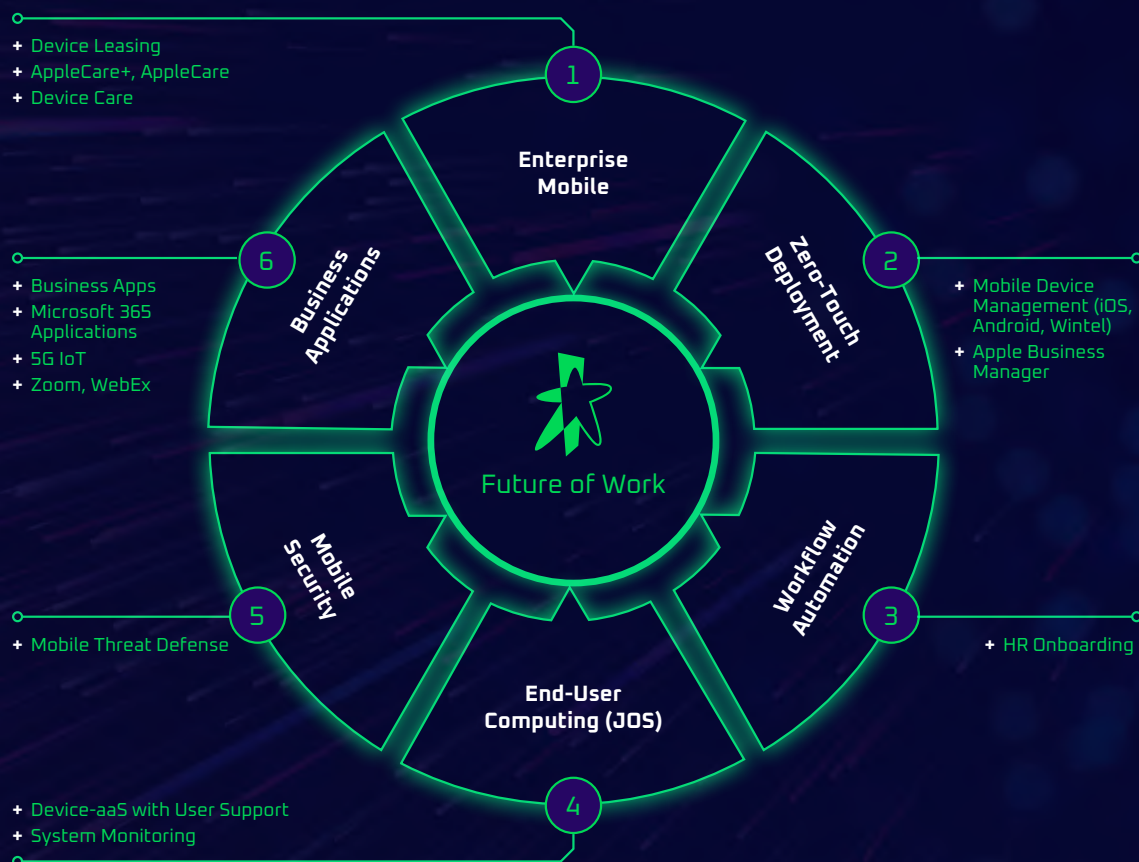 1
+ Device Leasing
+ AppleCare+, AppleCare
+ Device Care
Enterprise
Mobile
2
Zero-Touch
Deployment
+ Mobile Device
Management (iOS,
Android, Wintel)
+ Apple Business
Manager
6
Business
Applications
+ Business Apps
+ Microsoft 365
Applications
+ 5G IoT
+ Zoom, WebEx
Future of Work
3
Workflow
Automation
+ HR Onboarding
5
Mobile
Security
+ Mobile Threat Defense
End-User
Computing (JOS)
4
+ Device-aaS with User Support
+ System Monitoring